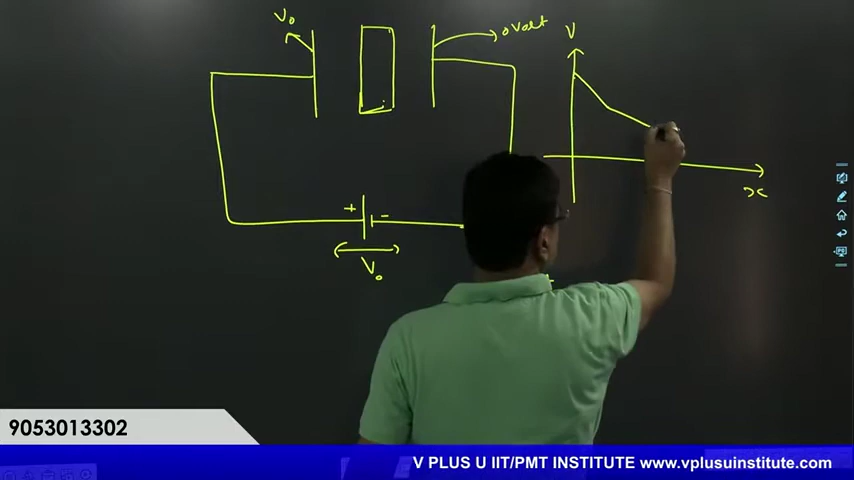 V₀
0 Volt
V
x
+ -
V₀
9053013302
V PLUS U IIT/PMT INSTITUTE www.vplusuinstitute.com